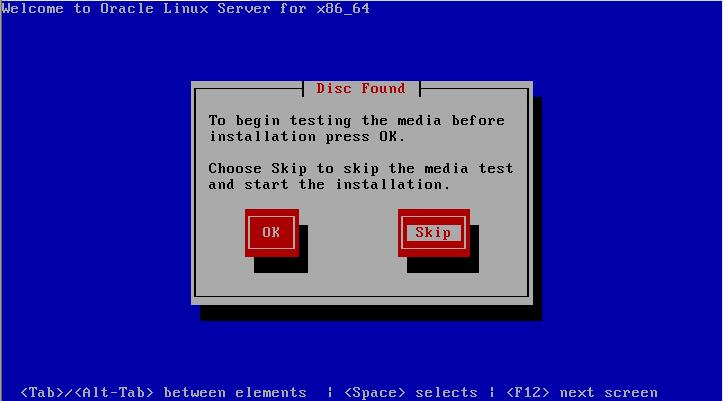 Welcome to Oracle Linux Server for x86_64
Disc Found
To begin testing the media before
installation press OK.
Choose Skip to skip the media test
and start the installation.
OK Skip
<Tab>/<Alt-Tab> between elements | <Space> selects | <F12> next screen